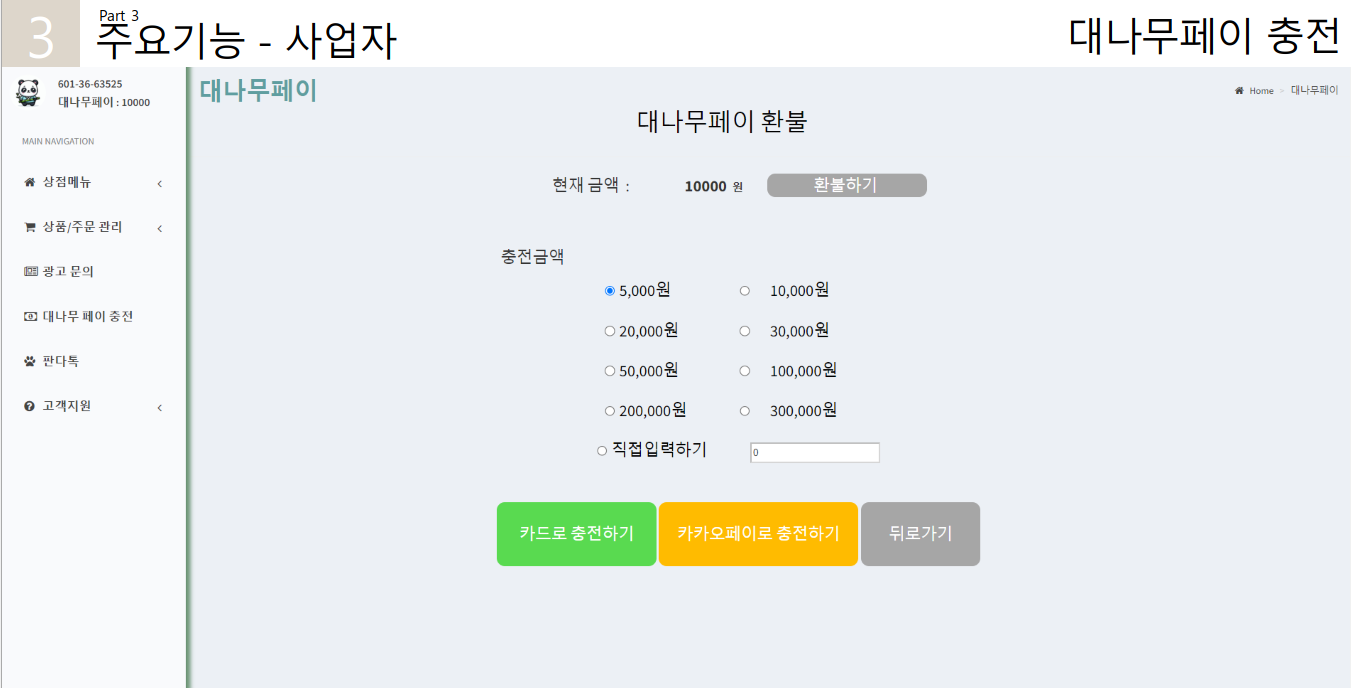 3
Part 3
주요기능 - 사업자
대나무페이 충전
601-36-63525
대나무페이 : 10000
MAIN NAVIGATION
상점메뉴
상품/주문 관리
광고 문의
대나무 페이 충전
판다톡
고객지원
대나무페이
Home > 대나무페이
대나무페이 환불
현재 금액 : 10000 원 환불하기
충전금액
5,000원 10,000원
20,000원 30,000원
50,000원 100,000원
200,000원 300,000원
직접입력하기 0
카드로 충전하기 카카오페이로 충전하기 뒤로가기